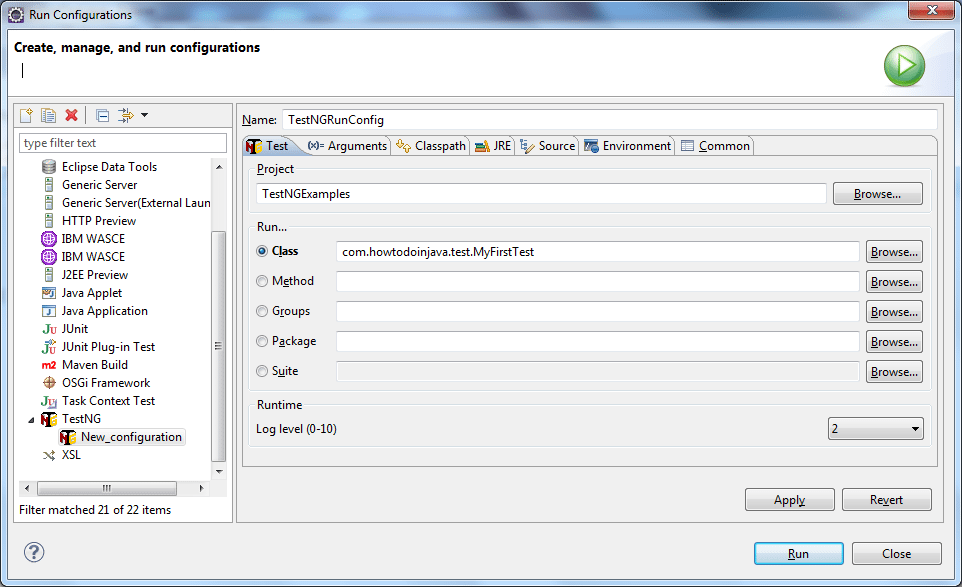 Run Configurations
Create, manage, and run configurations
type filter text
Eclipse Data Tools
Generic Server
Generic Server(External Laun
HTTP Preview
IBM WASCE
IBM WASCE
J2EE Preview
Java Applet
Java Application
JUnit
JUnit Plug-in Test
Maven Build
OSGi Framework
Task Context Test
TestNG
New_configuration
XSL
Filter matched 21 of 22 items
Name: TestNGRunConfig
Test (x)= Arguments Classpath JRE Source Environment Common
Project
TestNGExamples Browse...
Run...
Class com.howtodoinjava.test.MyFirstTest Browse...
Method Browse...
Groups Browse...
Package Browse...
Suite Browse...
Runtime
Log level (0-10) 2
Apply Revert
Run Close